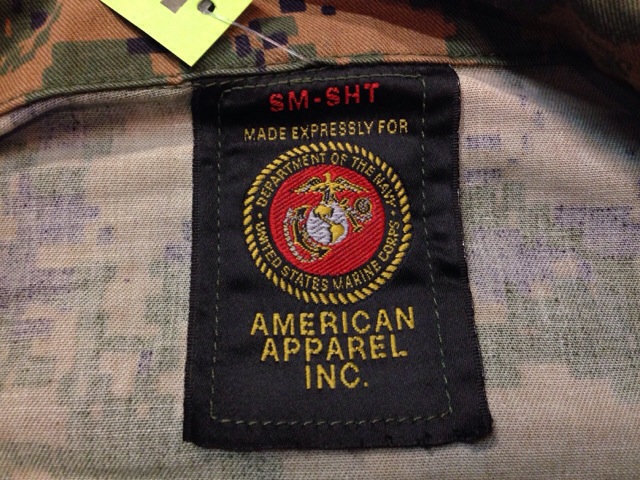 SM-SHT
MADE EXPRESSLY FOR
DEPARTMENT OF THE NAVY
UNITED STATES MARINE CORPS
AMERICAN
APPAREL
INC.